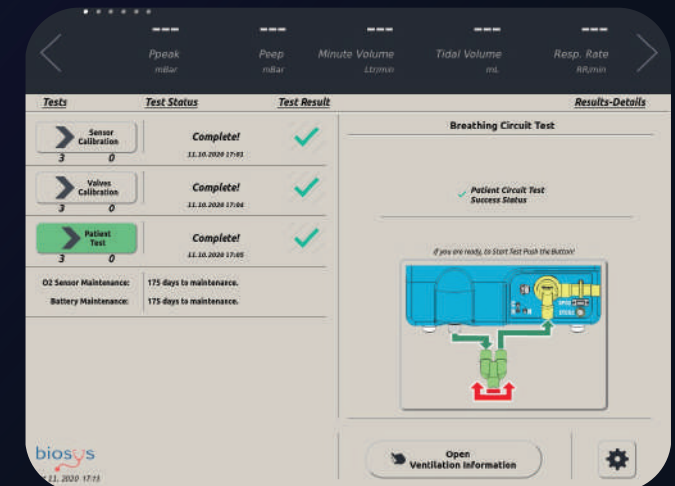 --- --- --- --- ---
Ppeak Peep Minute Volume Tidal Volume Resp. Rate
mBar mBar Ltr/min mL RR/min
Tests Test Status Test Result Results-Details
Breathing Circuit Test
Sensor
Calibration
3 0
Complete!
11.10.2020 17:03
Valves
Calibration
3 0
Complete!
11.10.2020 17:04
Patient
Test
3 0
Complete!
11.10.2020 17:05
Patient Circuit Test
Success Status
O2 Sensor Maintenance: 175 days to maintenance.
Battery Maintenance: 175 days to maintenance.
If you are ready, to Start Test Push the Button!
biosys
11, 2020 17:15
Open
Ventilation Information